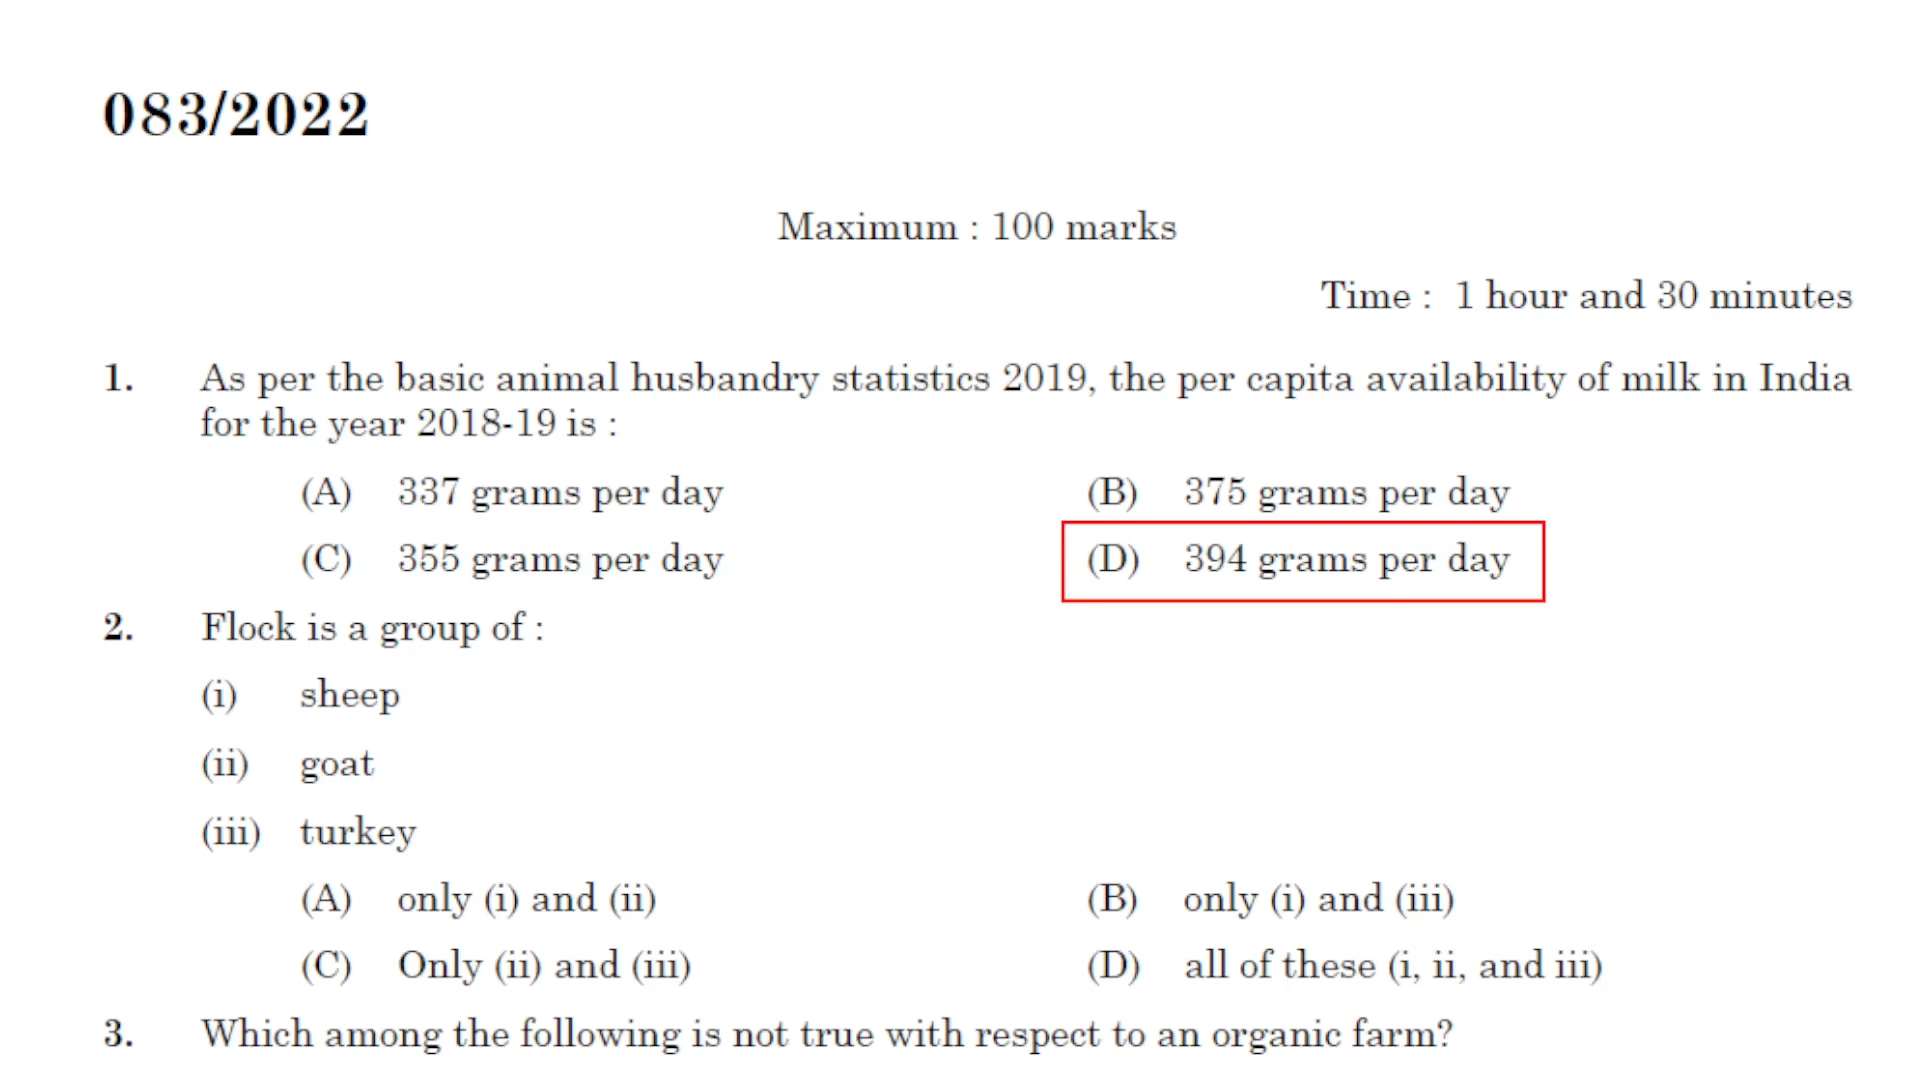 083/2022
Maximum : 100 marks
Time : 1 hour and 30 minutes
1. As per the basic animal husbandry statistics 2019, the per capita availability of milk in India
for the year 2018-19 is :
(A) 337 grams per day (B) 375 grams per day
(C) 355 grams per day (D) 394 grams per day
2. Flock is a group of :
(i) sheep
(ii) goat
(iii) turkey
(A) only (i) and (ii) (B) only (i) and (iii)
(C) Only (ii) and (iii) (D) all of these (i, ii, and iii)
3. Which among the following is not true with respect to an organic farm?